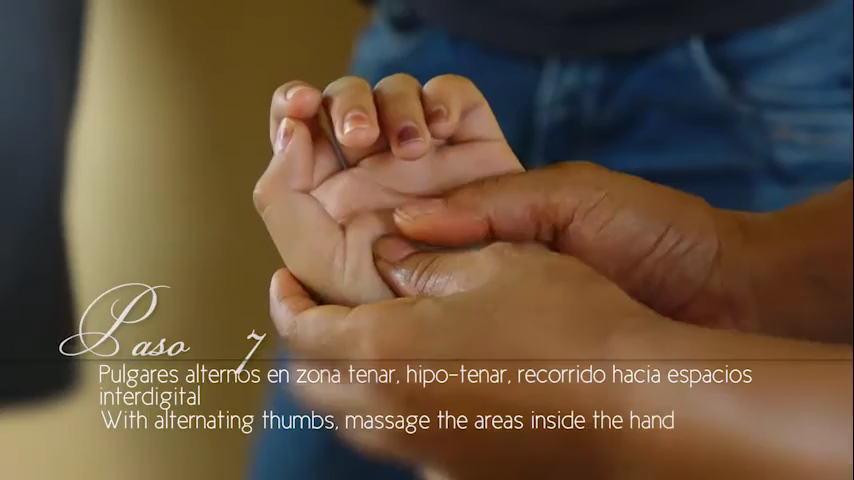 Paso 7
Pulgares alternos en zona tenar, hipo-tenar, recorrido hacia espacios
interdigital
With alternating thumbs, massage the areas inside the hand